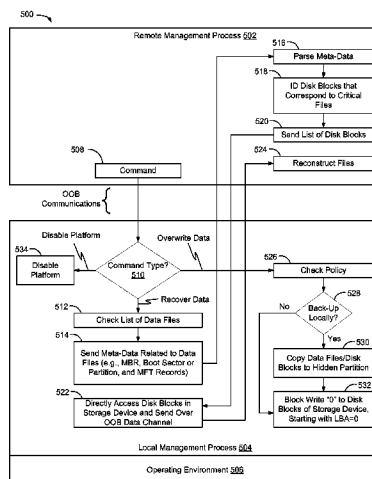 500
Remote Management Process 502
516
Parse Meta-Data
518
ID Disk Blocks that
Correspond to Critical
Files
520
Send List of Disk Blocks
524
Reconstruct Files
508
Command
OOB
Communications
Disable Platform
Overwrite Data
534
Disable
Platform
Command Type?
510
526
Check Policy
Recover Data
512
Check List of Data Files
514
Send Meta-Data Related to
Data Files (e.g., MBR, Boot Sector or
Partition, and MFT Records)
528
No
Back-Up
Locally?
Yes
530
Copy Data Files/Disk
Blocks to Hidden Partition
532
522
Directly Access Disk Blocks in
Storage Device and Send Over
OOB Data Channel
Block Write "0" to Disk
Blocks of Storage Device,
Starting with LBA=0
Local Management Process 504
Operating Environment 506